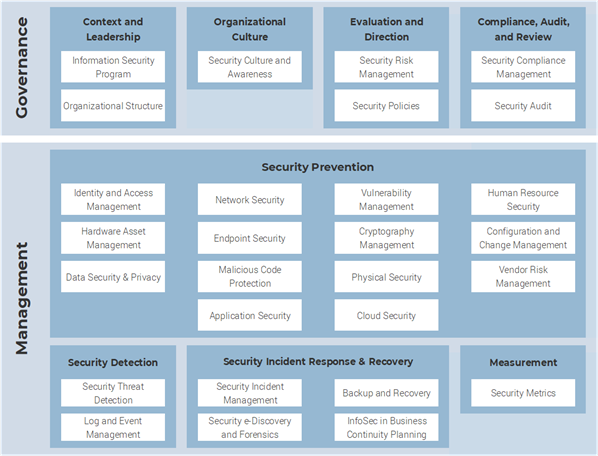 Governance
Context and
Leadership
Information Security
Program
Organizational Structure
Organizational
Culture
Security Culture and
Awareness
Evaluation and
Direction
Security Risk
Management
Security Policies
Compliance, Audit,
and Review
Security Compliance
Management
Security Audit
Management
Security Prevention
Identity and Access
Management
Hardware Asset
Management
Data Security & Privacy
Network Security
Endpoint Security
Malicious Code
Protection
Application Security
Vulnerability
Management
Cryptography
Management
Physical Security
Cloud Security
Human Resource
Security
Configuration and
Change Management
Vendor Risk
Management
Security Detection
Security Threat
Detection
Log and Event
Management
Security Incident Response & Recovery
Security Incident
Management
Security e-Discovery
and Forensics
Backup and Recovery
InfoSec in Business
Continuity Planning
Measurement
Security Metrics